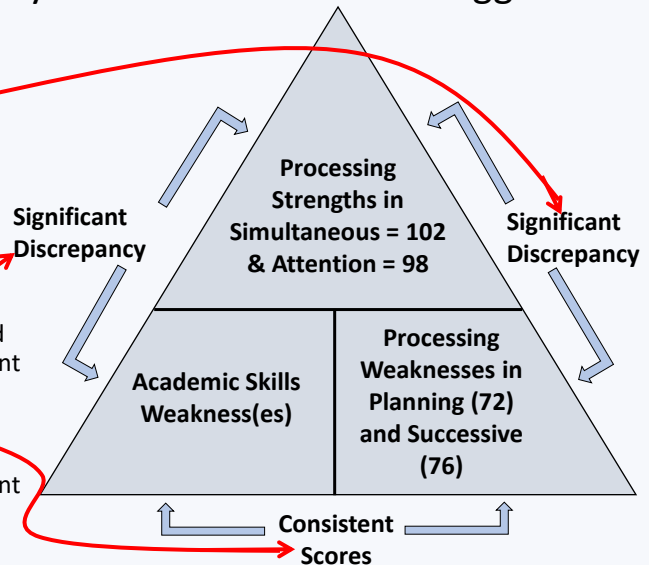 Processing
Strengths in
Simultaneous = 102
& Attention = 98
Significant
Discrepancy
Significant
Discrepancy
Academic Skills
Weakness(es)
Processing
Weaknesses in
Planning (72)
and Successive
(76)
Consistent
Scores